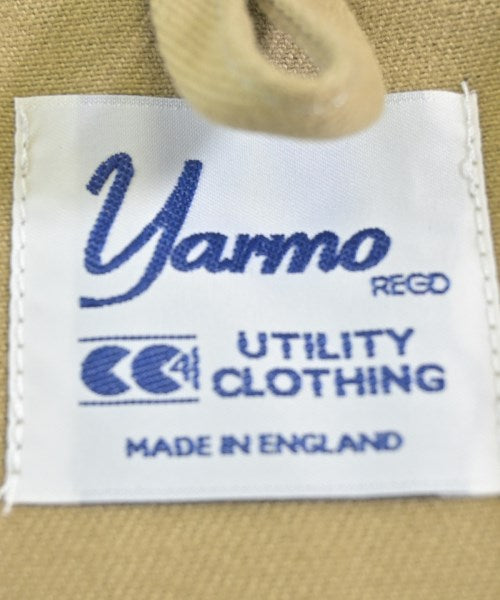 Yarmo
REGD
CC41 UTILITY
CLOTHING
MADE IN ENGLAND